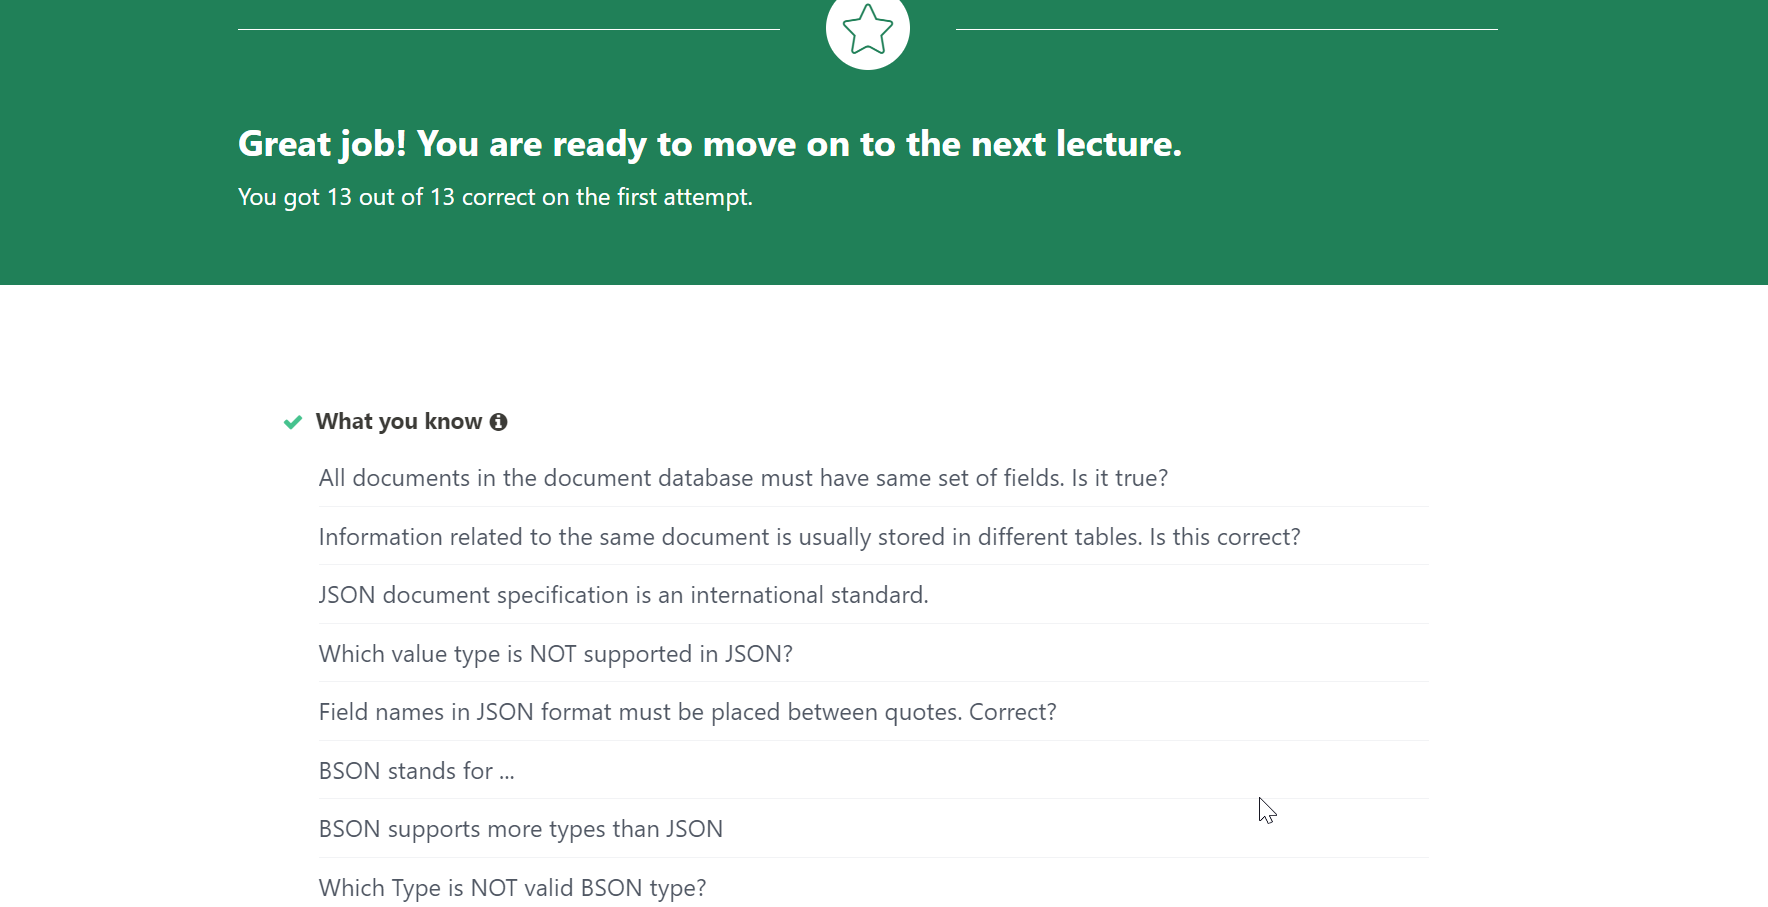 Great job! You are ready to move on to the next lecture.
You got 13 out of 13 correct on the first attempt.
What you know
All documents in the document database must have same set of fields. Is it true?
Information related to the same document is usually stored in different tables. Is this correct?
JSON document specification is an international standard.
Which value type is NOT supported in JSON?
Field names in JSON format must be placed between quotes. Correct?
BSON stands for ...
BSON supports more types than JSON
Which Type is NOT valid BSON type?